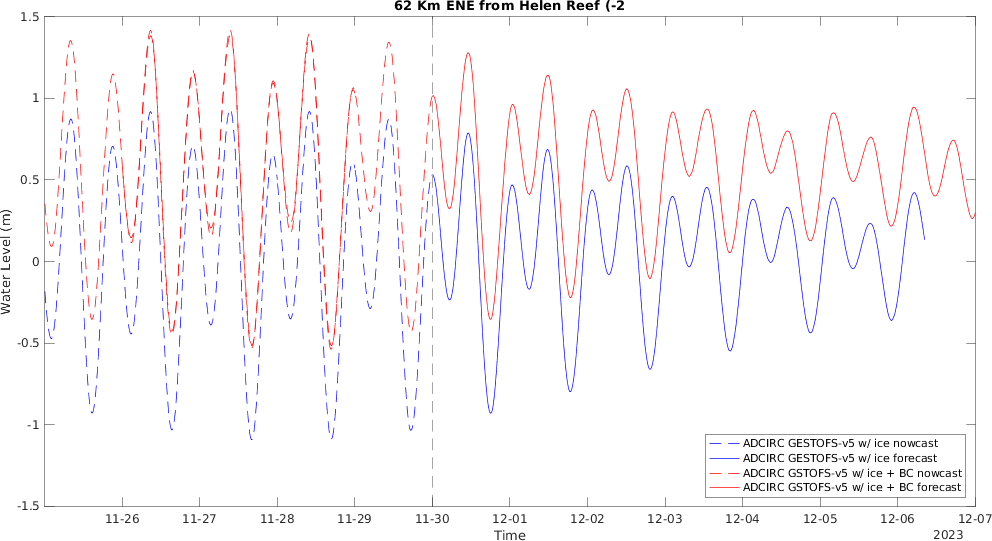 62 Km ENE from Helen Reef (-2
Water Level (m)
1.5
1
0.5
0
-0.5
-1
-1.5
11-26
11-27
11-28
11-29
11-30
12-01
12-02
12-03
12-04
12-05
12-06
12-07
Time
2023
ADCIRC GESTOFS-v5 w/ ice nowcast
ADCIRC GESTOFS-v5 w/ ice forecast
ADCIRC GSTOFS-v5 w/ ice + BC nowcast
ADCIRC GSTOFS-v5 w/ ice + BC forecast